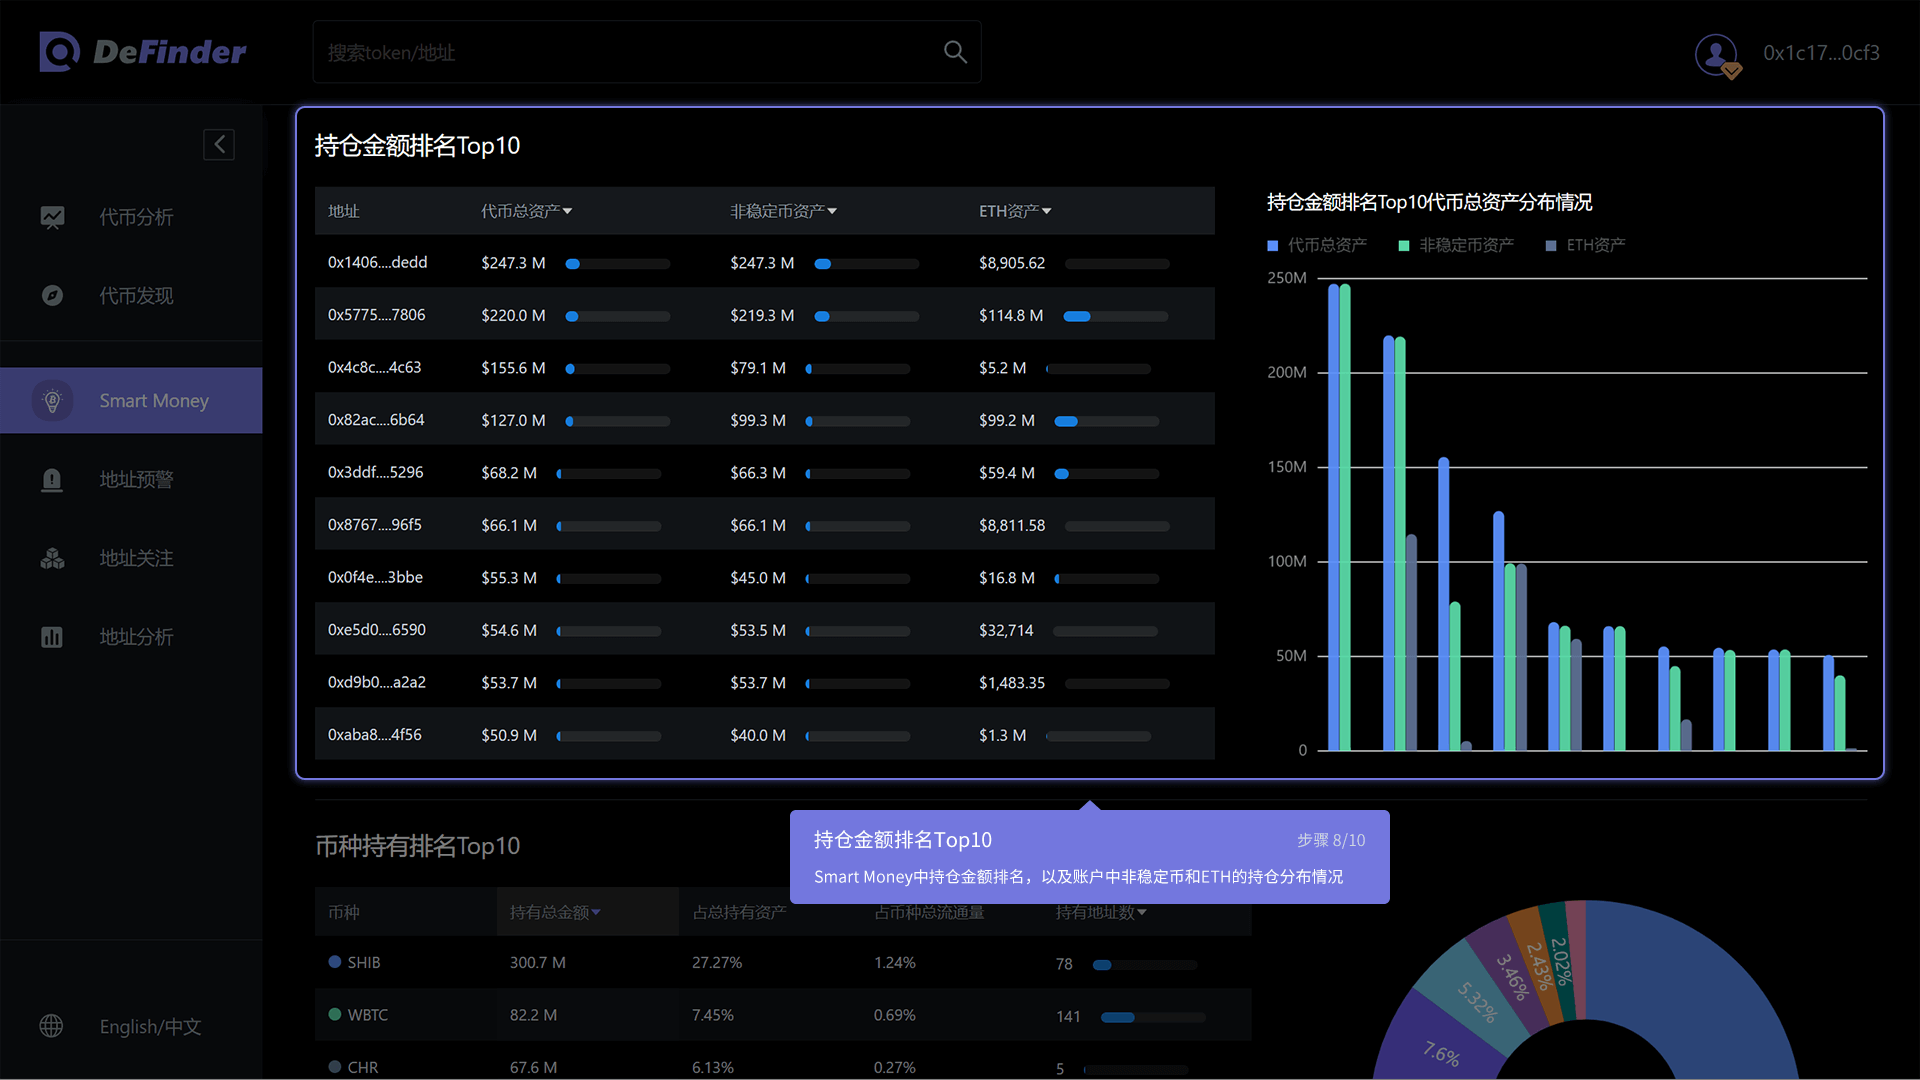 DeFinder
搜索token/地址
0x1c17...0cf3
代币分析
代币发现
Smart Money
地址预警
地址关注
地址分析
English/中文
持仓金额排名Top10
地址 代币总资产 非稳定币资产 ETH资产
0x1406....dedd $247.3 M $247.3 M $8,905.62
0x5775....7806 $220.0 M $219.3 M $114.8 M
0x4c8c....4c63 $155.6 M $79.1 M $5.2 M
0x82ac....6b64 $127.0 M $99.3 M $99.2 M
0x3ddf....5296 $68.2 M $66.3 M $59.4 M
0x8767....96f5 $66.1 M $66.1 M $8,811.58
0x0f4e....3bbe $55.3 M $45.0 M $16.8 M
0xe5d0....6590 $54.6 M $53.5 M $32,714
0xd9b0....a2a2 $53.7 M $53.7 M $1,483.35
0xaba8....4f56 $50.9 M $40.0 M $1.3 M
持仓金额排名Top10代币总资产分布情况
代币总资产 非稳定币资产 ETH资产
250M
200M
150M
100M
50M
0
持仓金额排名Top10 步骤 8/10
Smart Money中持仓金额排名，以及账户中非稳定币和ETH的持仓分布情况
币种持有排名Top10
币种 持有总金额 占总持有资产 占币种总流通量 持有地址数
SHIB 300.7 M 27.27% 1.24% 78
WBTC 82.2 M 7.45% 0.69% 141
CHR 67.6 M 6.13% 0.27% 5
7.6%
5.32%
3.46%
2.43%
2.02%